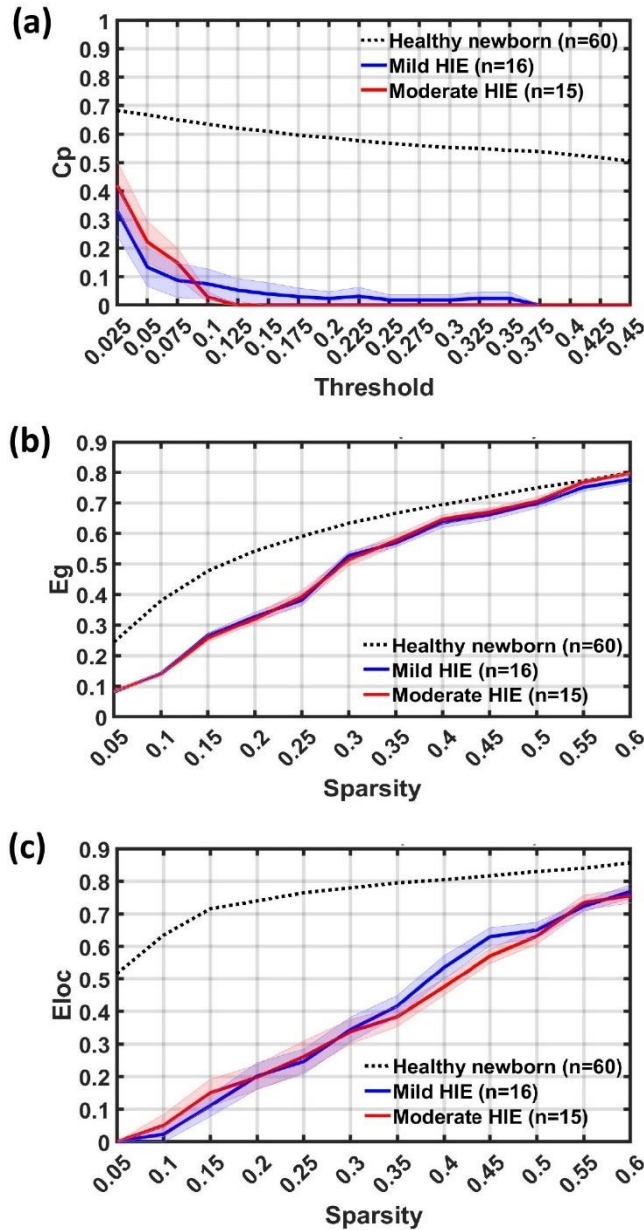 (a)
1
0.9
0.8
0.7
0.6
0.5
0.4
0.3
0.2
0.1
0
Cp
Healthy newborn (n=60)
Mild HIE (n=16)
Moderate HIE (n=15)
0.025 0.05 0.075 0.1 0.125 0.15 0.175 0.2 0.225 0.25 0.275 0.3 0.325 0.35 0.375 0.4 0.425 0.45
Threshold
(b)
0.9
0.8
0.7
0.6
0.5
0.4
0.3
0.2
0.1
0
Eg
Healthy newborn (n=60)
Mild HIE (n=16)
Moderate HIE (n=15)
0.05 0.1 0.15 0.2 0.25 0.3 0.35 0.4 0.45 0.5 0.55 0.6
Sparsity
(c)
0.9
0.8
0.7
0.6
0.5
0.4
0.3
0.2
0.1
0
Eloc
Healthy newborn (n=60)
Mild HIE (n=16)
Moderate HIE (n=15)
0.05 0.1 0.15 0.2 0.25 0.3 0.35 0.4 0.45 0.5 0.55 0.6
Sparsity